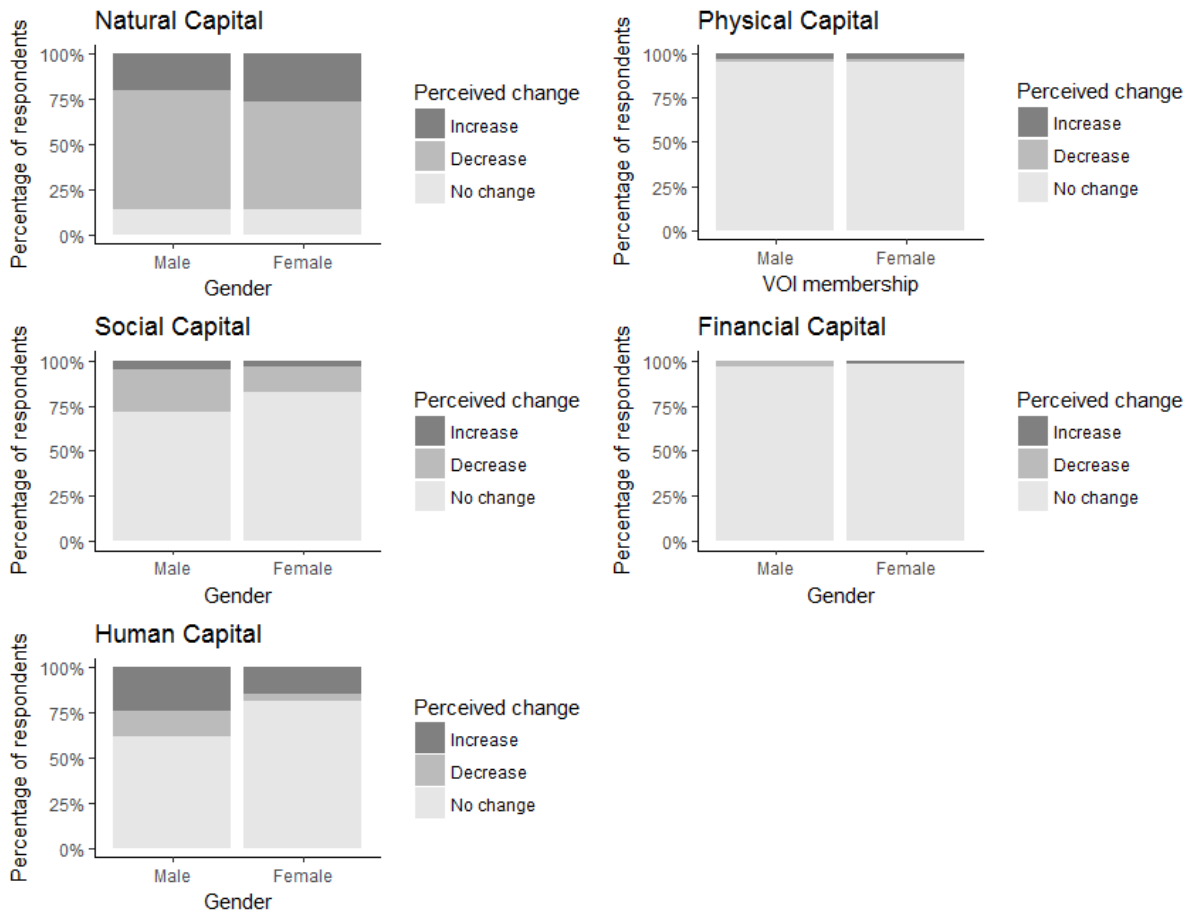 Natural Capital
Percentage of respondents
100%
75%
50%
25%
0%
Male
Female
Gender
Perceived change
Increase
Decrease
No change
Physical Capital
Percentage of respondents
100%
75%
50%
25%
0%
Male
Female
VOI membership
Perceived change
Increase
Decrease
No change
Social Capital
Percentage of respondents
100%
75%
50%
25%
0%
Male
Female
Gender
Perceived change
Increase
Decrease
No change
Financial Capital
Percentage of respondents
100%
75%
50%
25%
0%
Male
Female
Gender
Perceived change
Increase
Decrease
No change
Human Capital
Percentage of respondents
100%
75%
50%
25%
0%
Male
Female
Gender
Perceived change
Increase
Decrease
No change